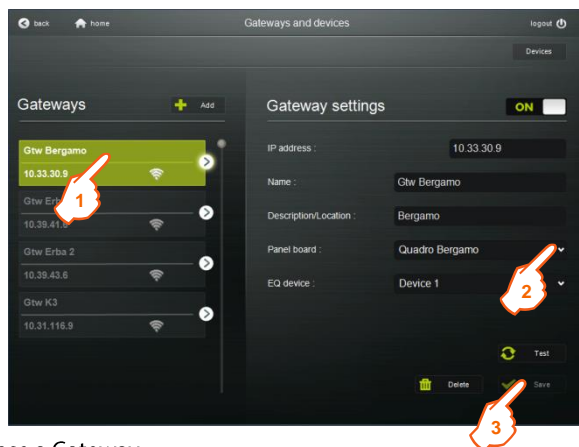 back home Gateways and devices logout
Devices
Gateways Add Gateway settings ON
Gtw Bergamo IP address : 10.33.30.9
10.33.30.9
1 Name : Gtw Bergamo
Gtw
10.39.41. Description/Location : Bergamo
Gtw Erba 2 Panel board : Quadro Bergamo
10.39.43.6 EQ device : Device 1
2
Gtw K3
10.31.116.9
Test
Delete Save
3
Gateway